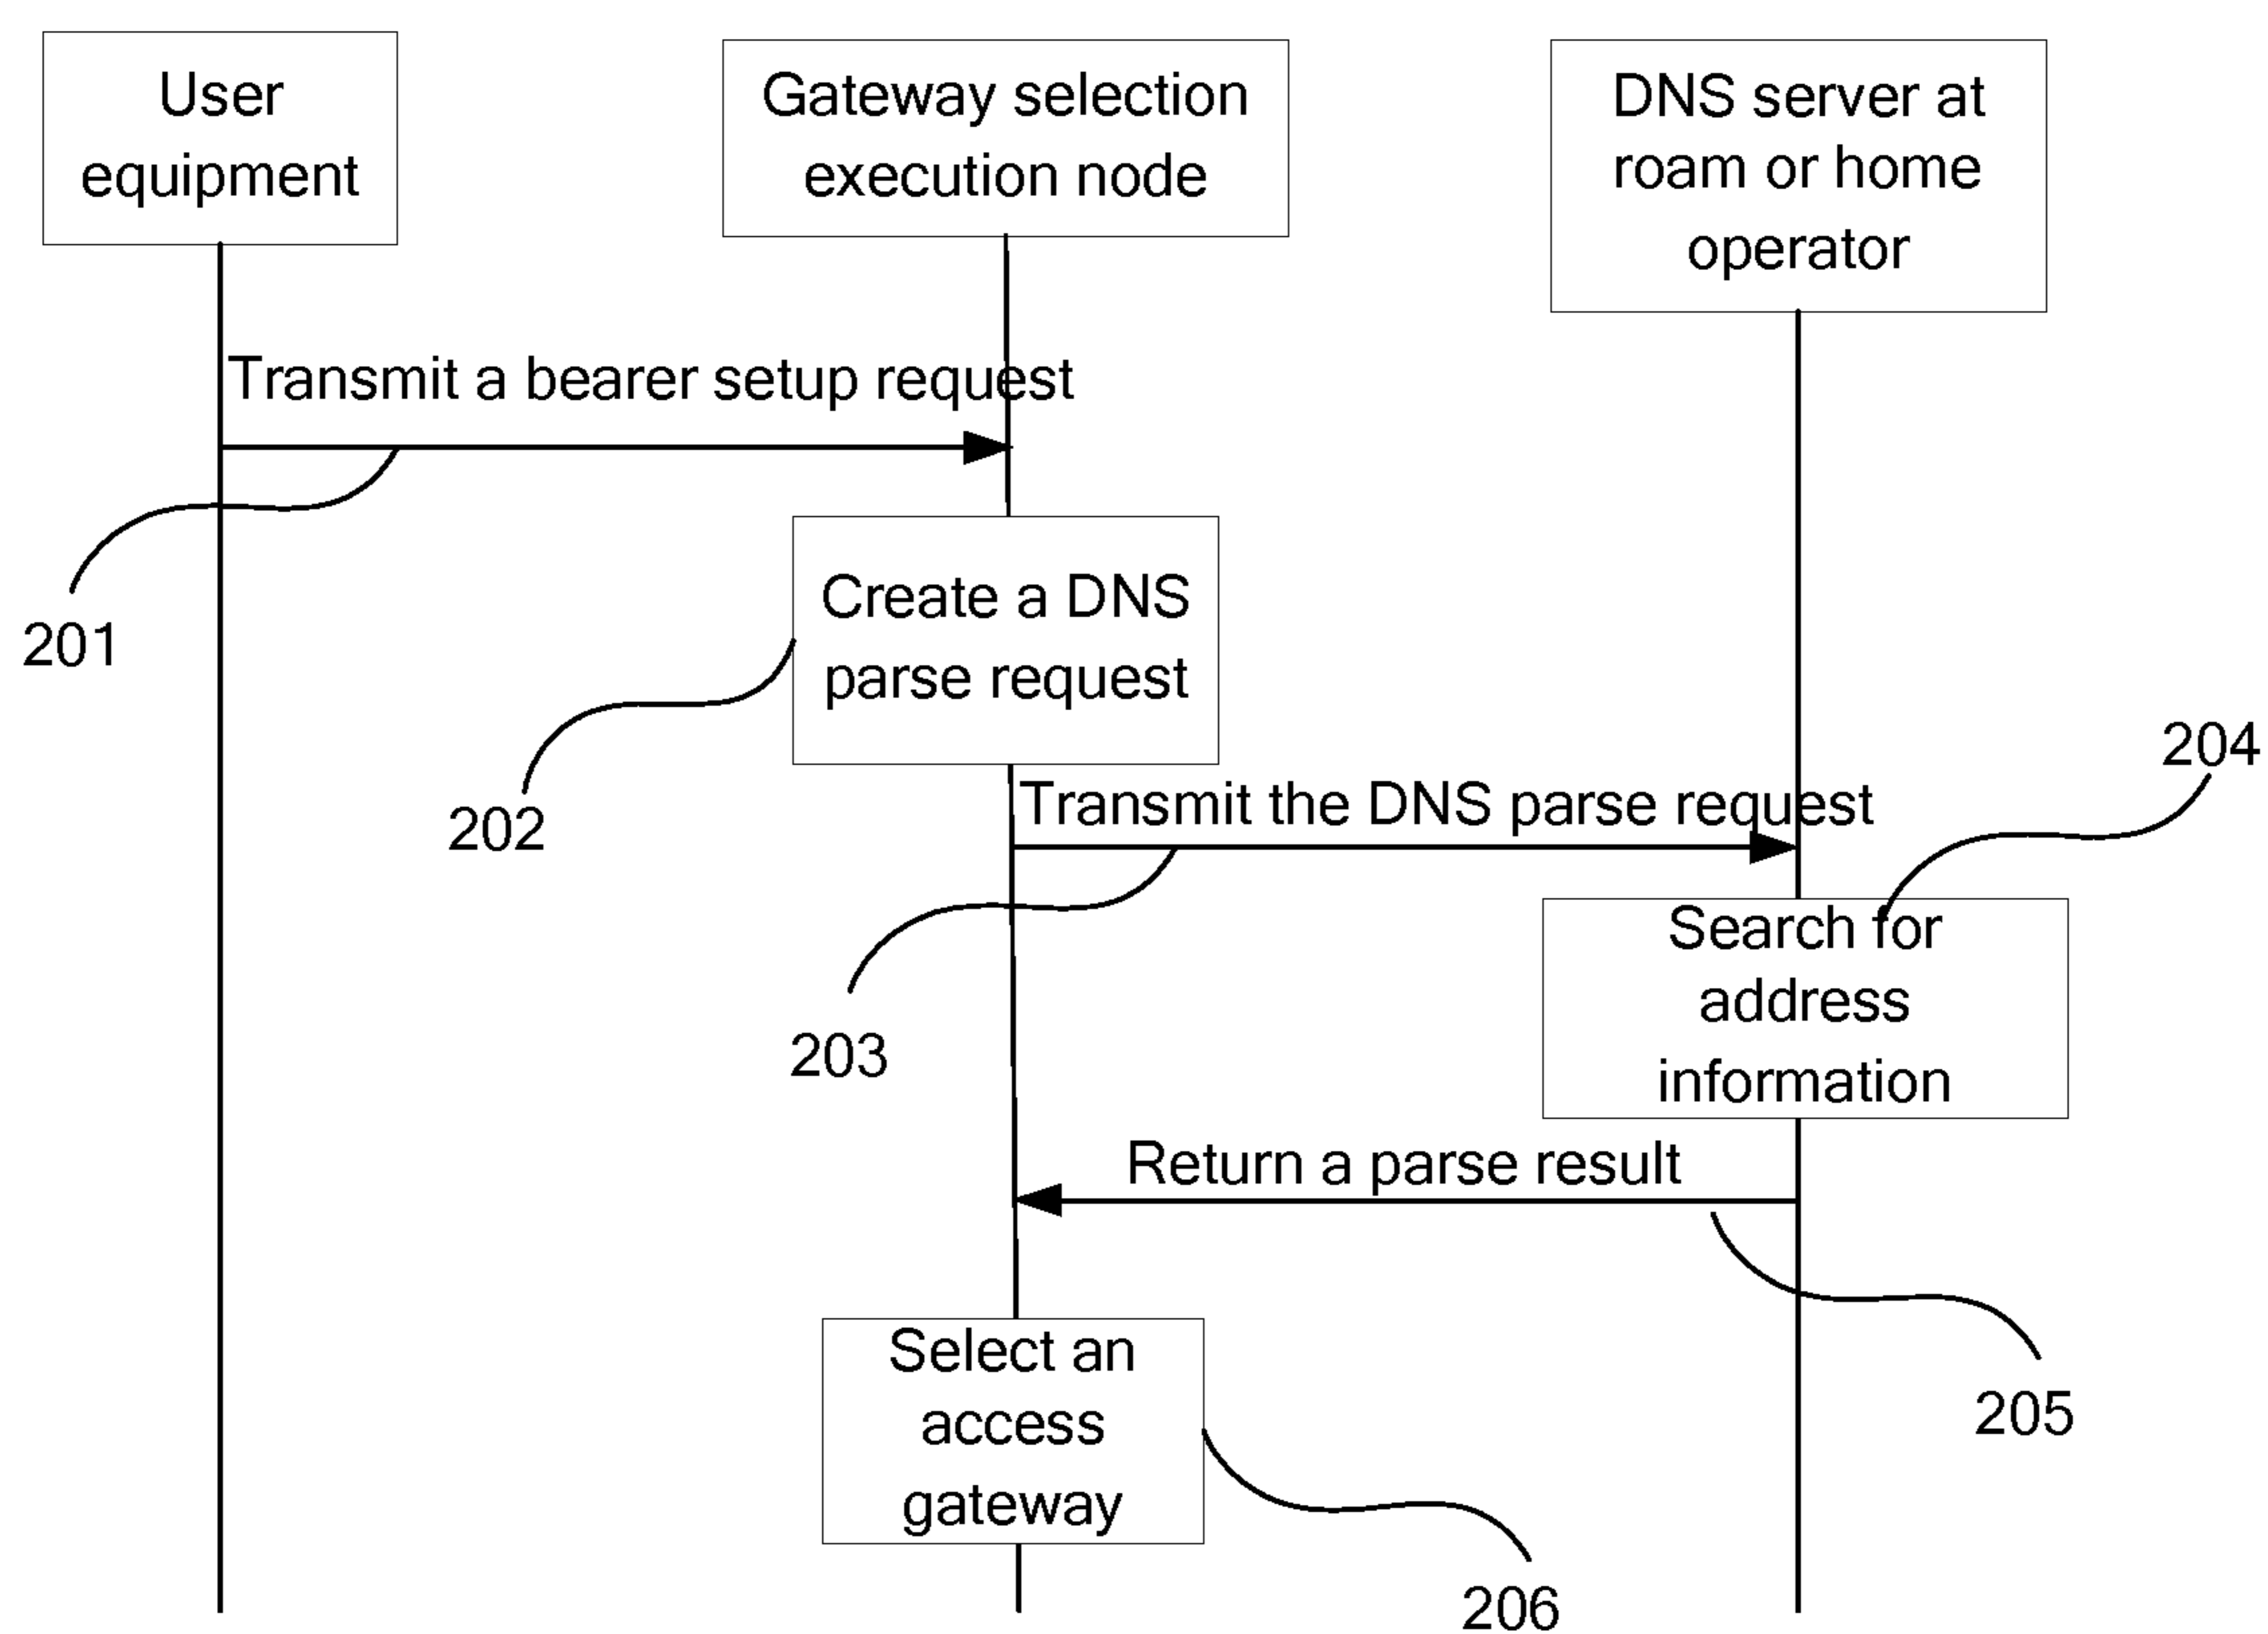 User
equipment
Gateway selection
execution node
DNS server at
roam or home
operator
Transmit a bearer setup request
201
Create a DNS
parse request
202
Transmit the DNS parse request
203
204
Search for
address
information
Return a parse result
205
Select an
access
gateway
206